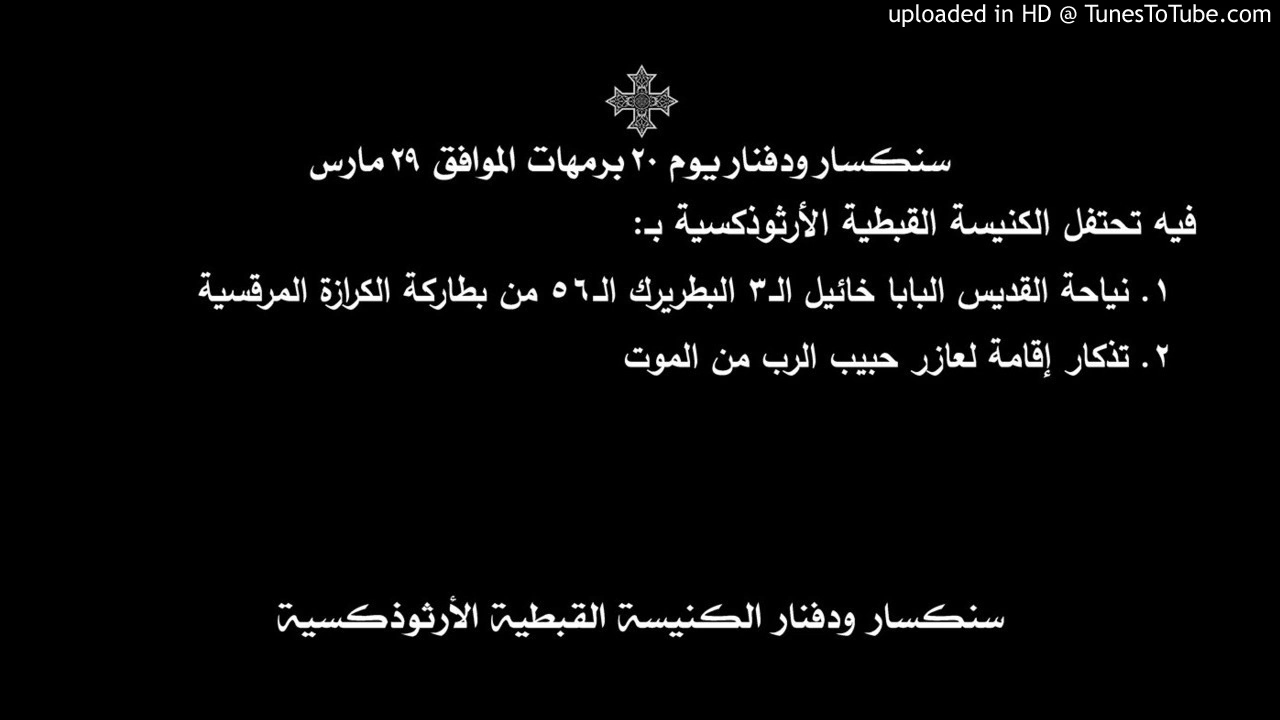 uploaded in HD @ TunesToTube.com
سنكسار ودفنار يوم ٢٠ برمهات الموافق ٢٩ مارس
فيه تحتفل الكنيسة القبطية الأرثوذكسية بـ:
١. نياحة القديس البابا خائيل الـ٣ البطريرك الـ٥٦ من بطاركة الكرازة المرقسية
٢. تذكار إقامة لعازر حبيب الرب من الموت
سنكسار ودفنار الكنيسة القبطية الأرثوذكسية